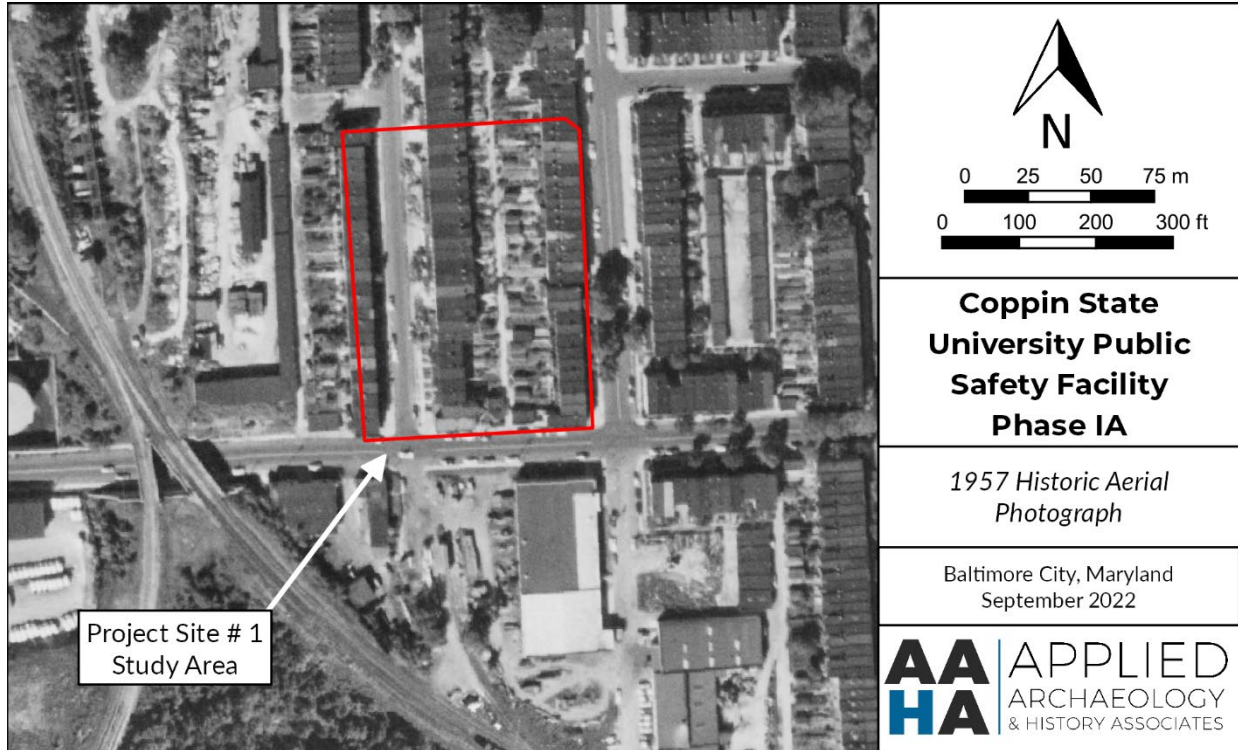 Project Site # 1
Study Area
N
0 25 50 75 m
0 100 200 300 ft
Coppin State
University Public
Safety Facility
Phase IA
1957 Historic Aerial
Photograph
Baltimore City, Maryland
September 2022
AA
HA
APPLIED
ARCHAEOLOGY
& HISTORY ASSOCIATES